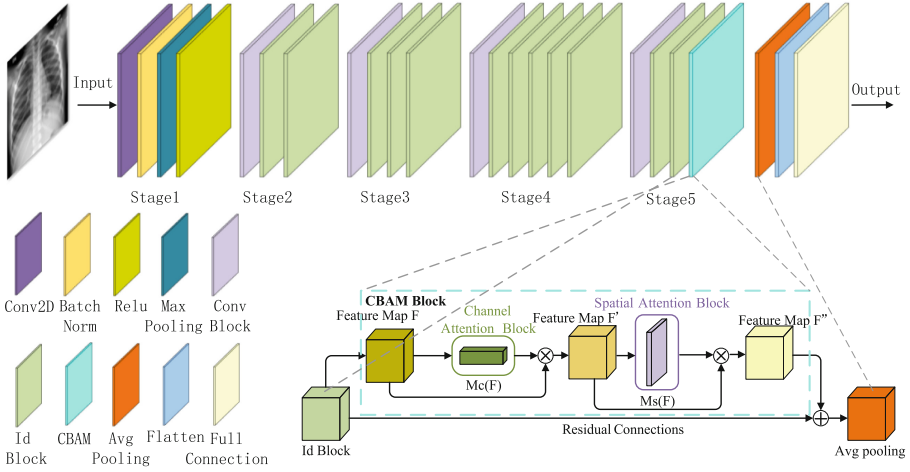 Input
Output
Stage1
Stage2
Stage3
Stage4
Stage5
Conv2D
Batch
Norm
Relu
Max
Pooling
Conv
Block
Id
Block
CBAM
Avg
Pooling
Flatten
Full
Connection
CBAM Block
Feature Map F
Channel
Attention Block
Mc(F)
Feature Map F'
Spatial Attention Block
Ms(F)
Feature Map F''
Id Block
Residual Connections
Avg pooling